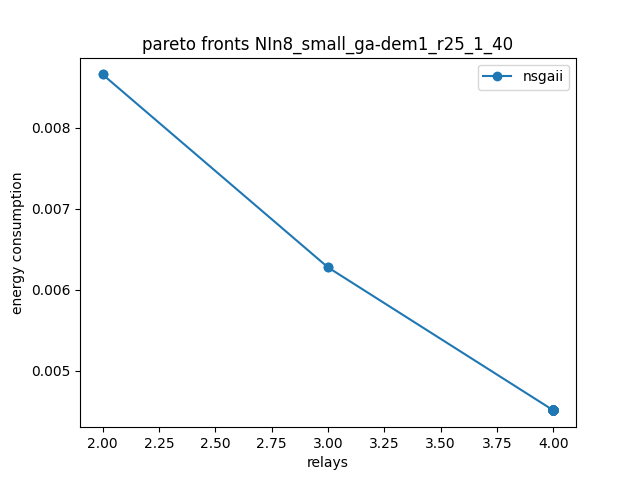 pareto fronts NIn8_small_ga-dem1_r25_1_40
nsgaii
0.008
0.007
0.006
0.005
energy consumption
2.00 2.25 2.50 2.75 3.00 3.25 3.50 3.75 4.00
relays